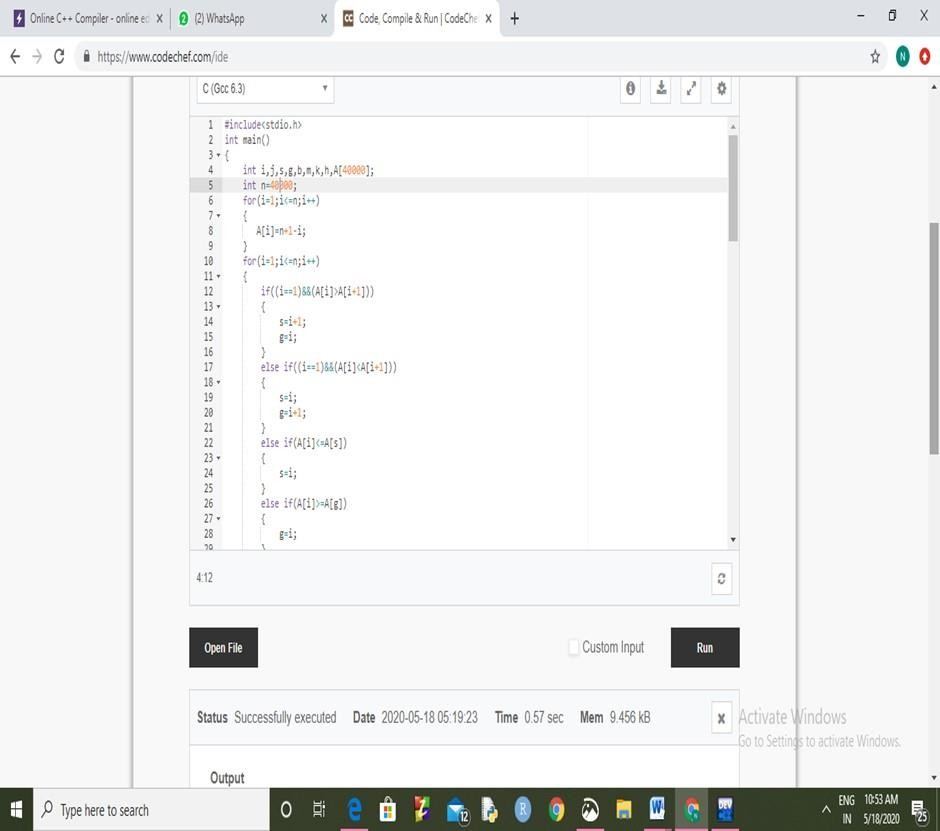 Online C++ Compiler - online ed
(2) WhatsApp
Code, Compile & Run | CodeChe
https://www.codechef.com/ide
N
C (Gcc 6.3)
1 #include<stdio.h>
2 int main()
3 {
4 int i,j,s,g,b,m,k,h,A[40000];
5 int n=40000;
6 for(i=1;i<=n;i++)
7 {
8 A[i]=n+1-i;
9 }
10 for(i=1;i<=n;i++)
11 {
12 if((i==1)&&(A[i]>A[i+1]))
13 {
14 s=i+1;
15 g=i;
16 }
17 else if((i==1)&&(A[i]<A[i+1]))
18 {
19 s=i;
20 g=i+1;
21 }
22 else if(A[i]<=A[s])
23 {
24 s=i;
25 }
26 else if(A[i]>=A[g])
27 {
28 g=i;
29 }
4:12
Open File
Custom Input
Run
Status Successfully executed Date 2020-05-18 05:19:23 Time 0.57 sec Mem 9.456 kB
Activate Windows
Go to Settings to activate Windows.
Output
Type here to search
12
R
W
DEV
ENG 10:53 AM
IN 5/18/2020
25